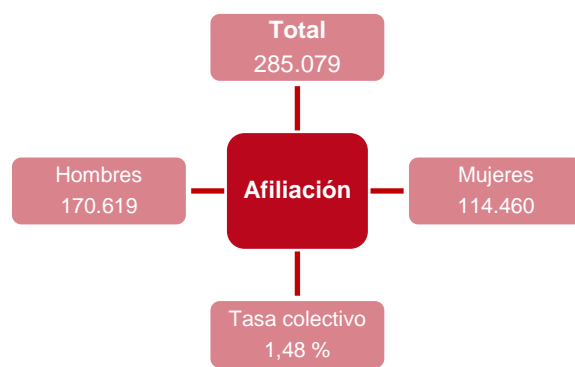 Total
285.079
Hombres
170.619
Afiliación
Mujeres
114.460
Tasa colectivo
1,48 %